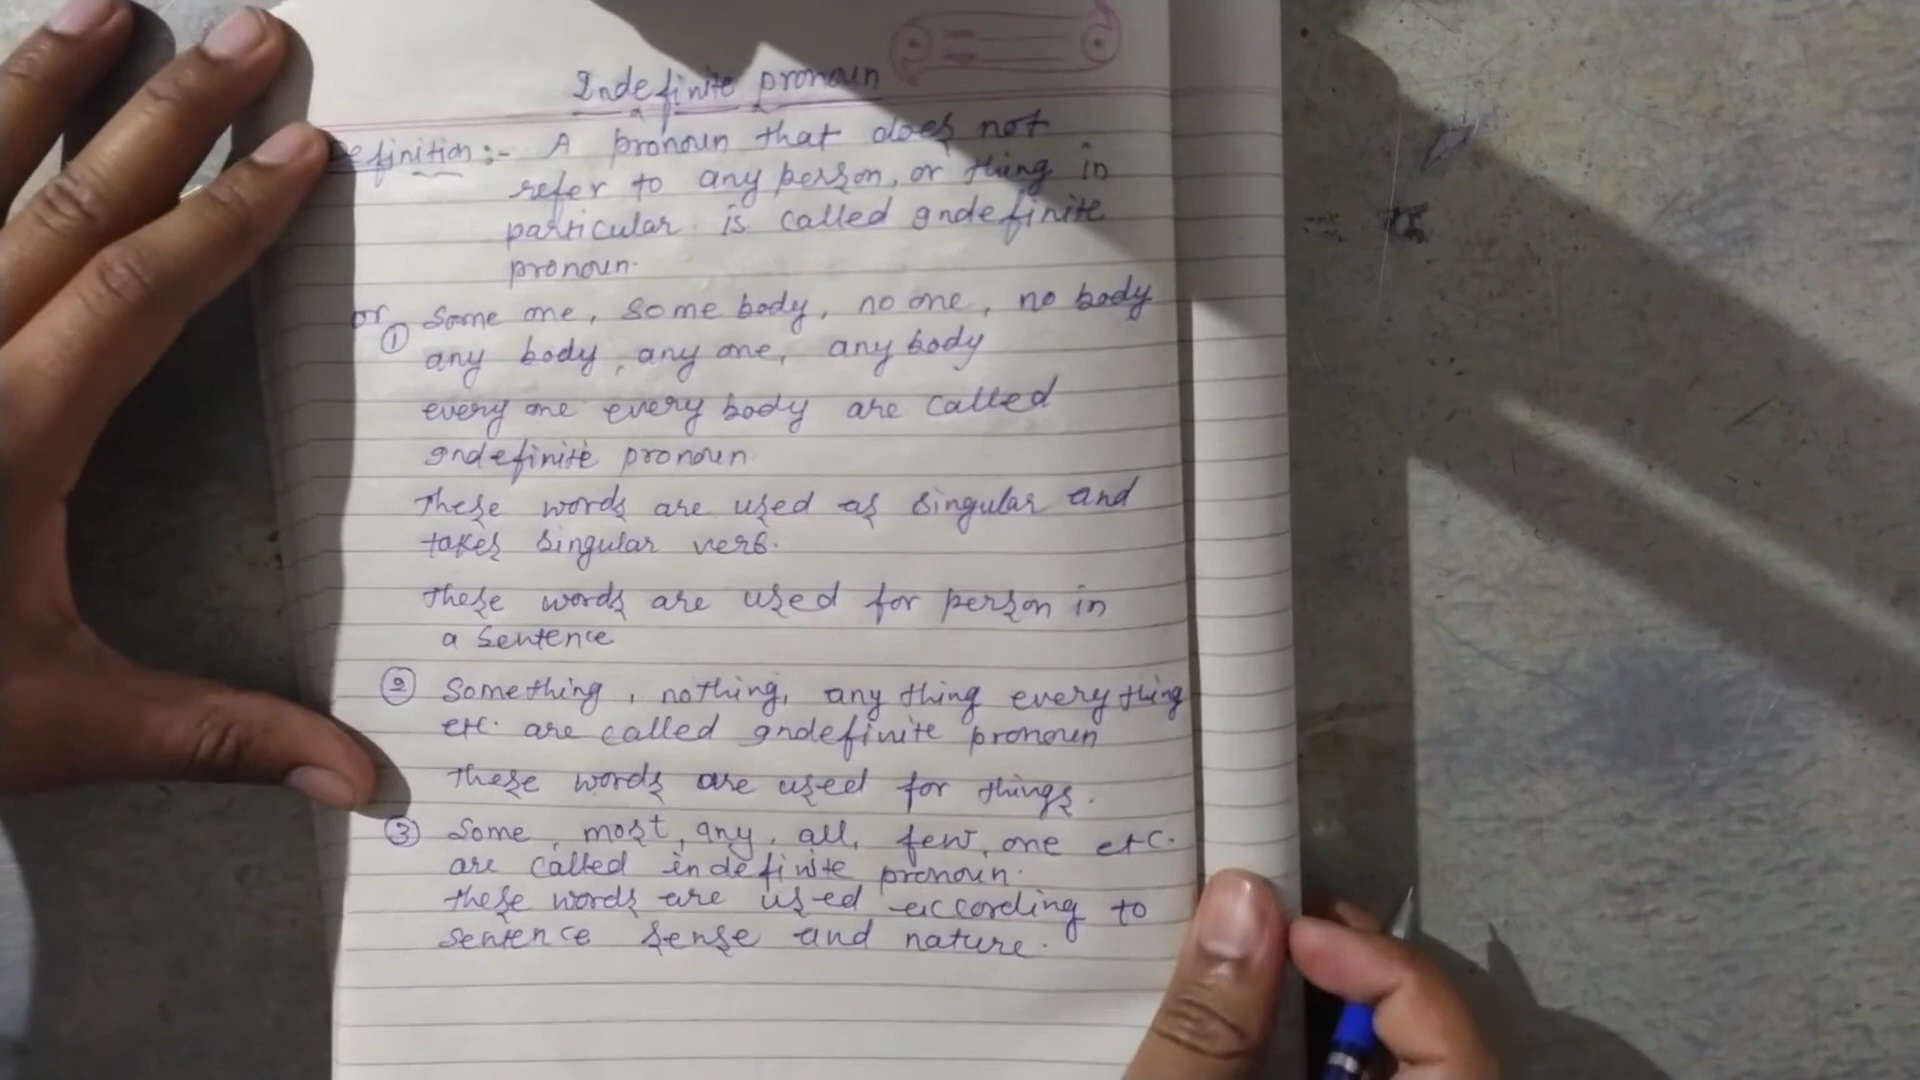 Indefinite pronoun
Definition :- A pronoun that does not
refer to any person, or thing in
particular is called Indefinite
pronoun.
or
① Some one, some body, no one, no body
any body, any one, any body
every one every body are called
Indefinite pronoun.
These words are used as singular and
takes singular verb.
These words are used for person in
a sentence
② Something, nothing, any thing every thing
etc. are called Indefinite pronoun
These words are used for things.
③ Some, most, any, all, few, one etc.
are called indefinite pronoun.
these words are used according to
sentence sense and nature.